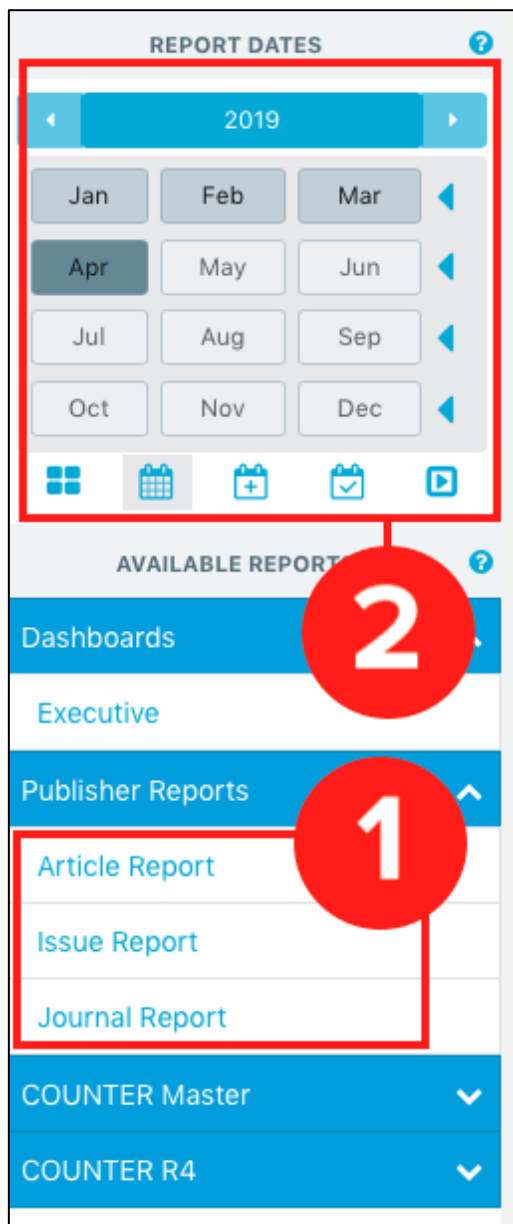 REPORT DATES ?
2019
Jan Feb Mar
Apr May Jun
Jul Aug Sep
Oct Nov Dec
AVAILABLE REPORT ?
2
Dashboards
Executive
Publisher Reports
1
Article Report
Issue Report
Journal Report
COUNTER Master
COUNTER R4